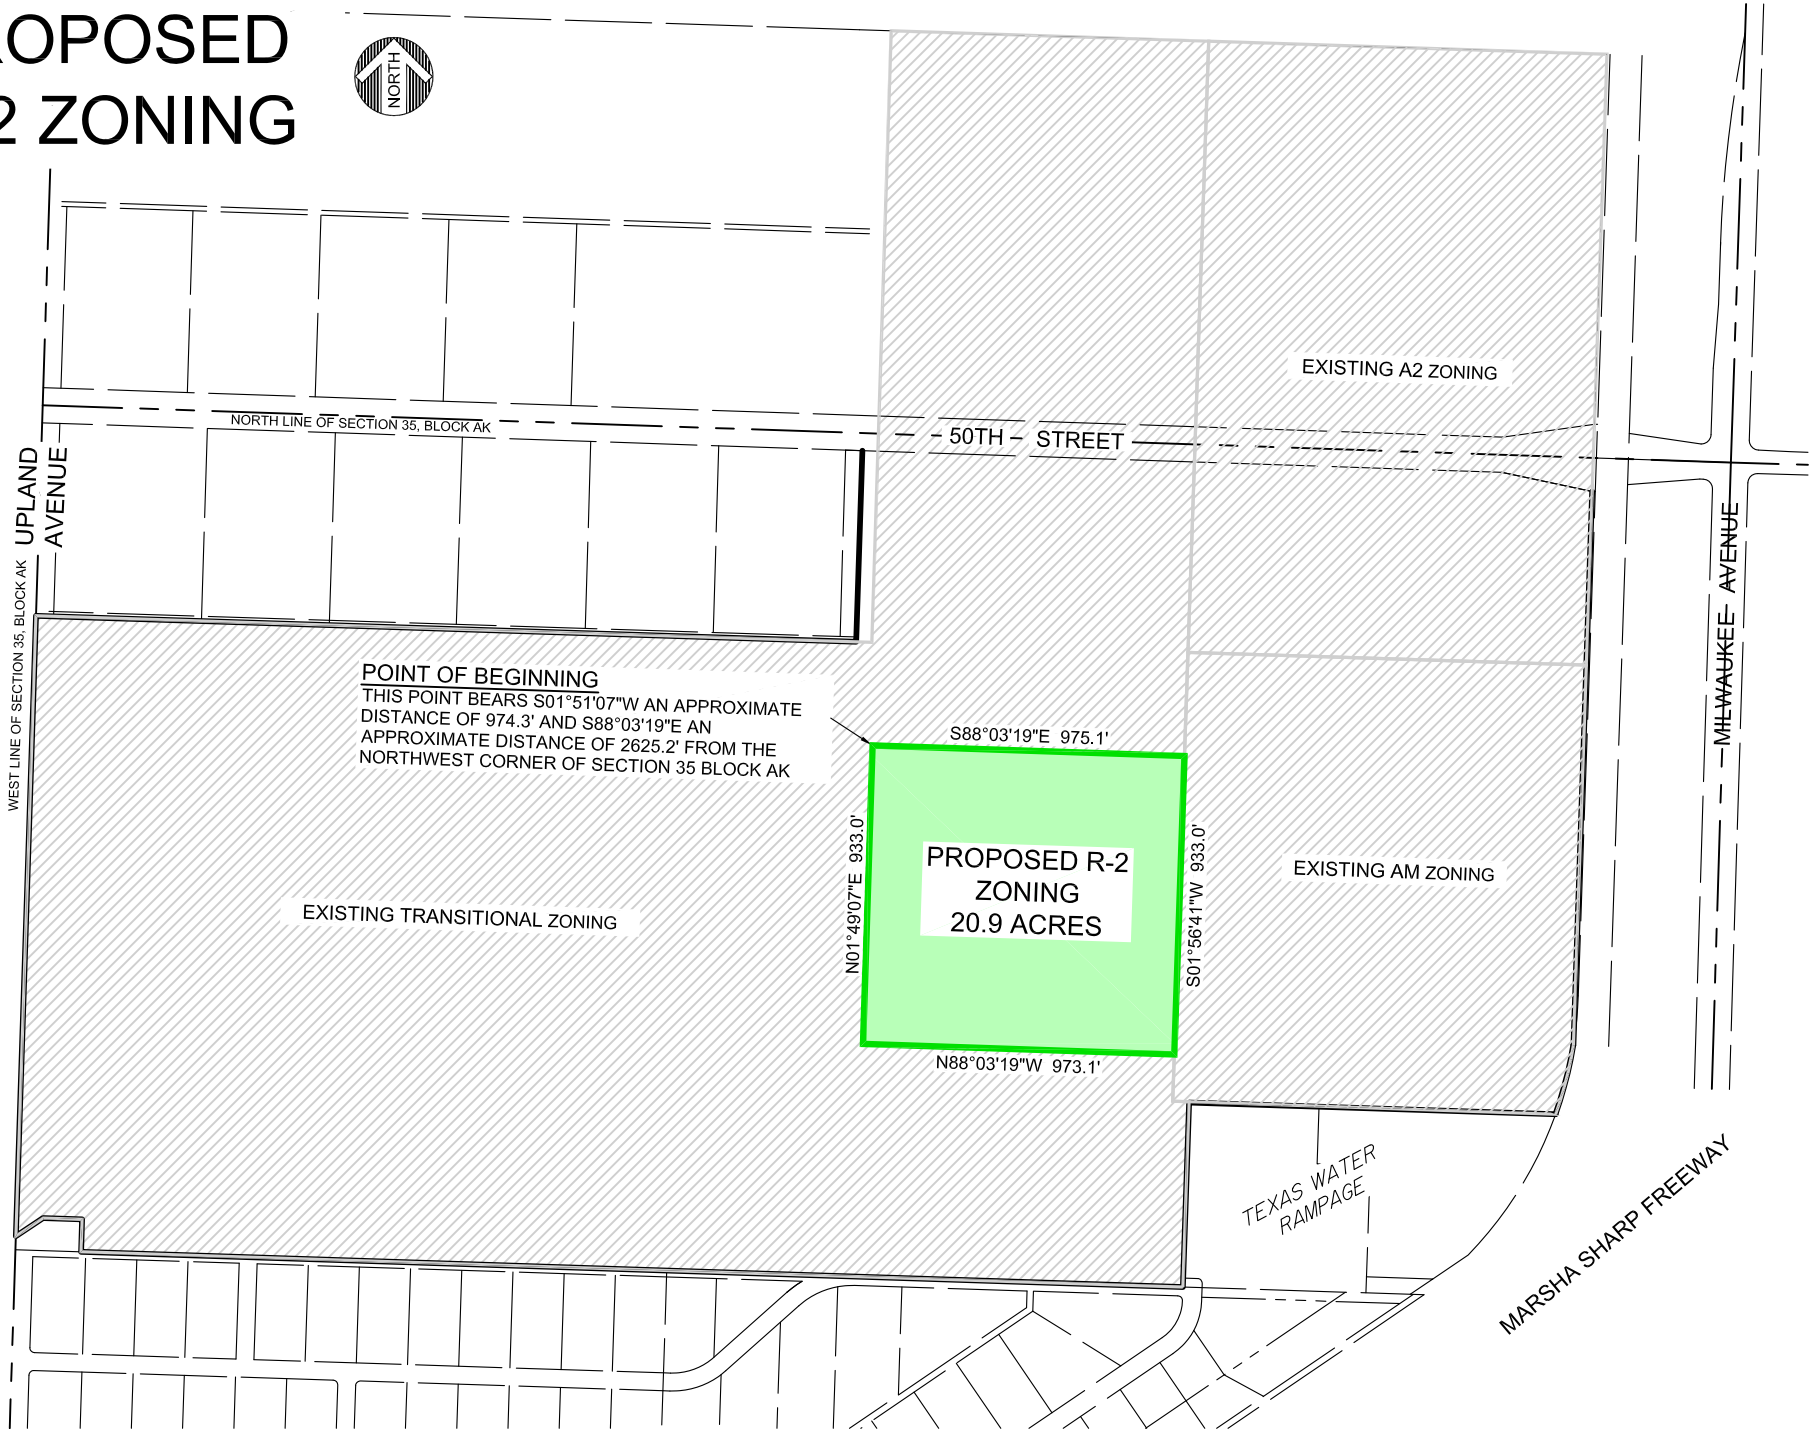 ROPOSED
2 ZONING
NORTH
EXISTING A2 ZONING
NORTH LINE OF SECTION 35, BLOCK AK
50TH STREET
UPLAND
AVENUE
WEST LINE OF SECTION 35, BLOCK AK
MILWAUKEE AVENUE
POINT OF BEGINNING
THIS POINT BEARS S01°51'07"W AN APPROXIMATE
DISTANCE OF 974.3' AND S88°03'19"E AN
APPROXIMATE DISTANCE OF 2625.2' FROM THE
NORTHWEST CORNER OF SECTION 35 BLOCK AK
S88°03'19"E 975.1'
N01°49'07"E 933.0'
PROPOSED R-2
ZONING
20.9 ACRES
S01°56'41"W 933.0'
EXISTING AM ZONING
EXISTING TRANSITIONAL ZONING
N88°03'19"W 973.1'
TEXAS WATER
RAMPAGE
MARSHA SHARP FREEWAY